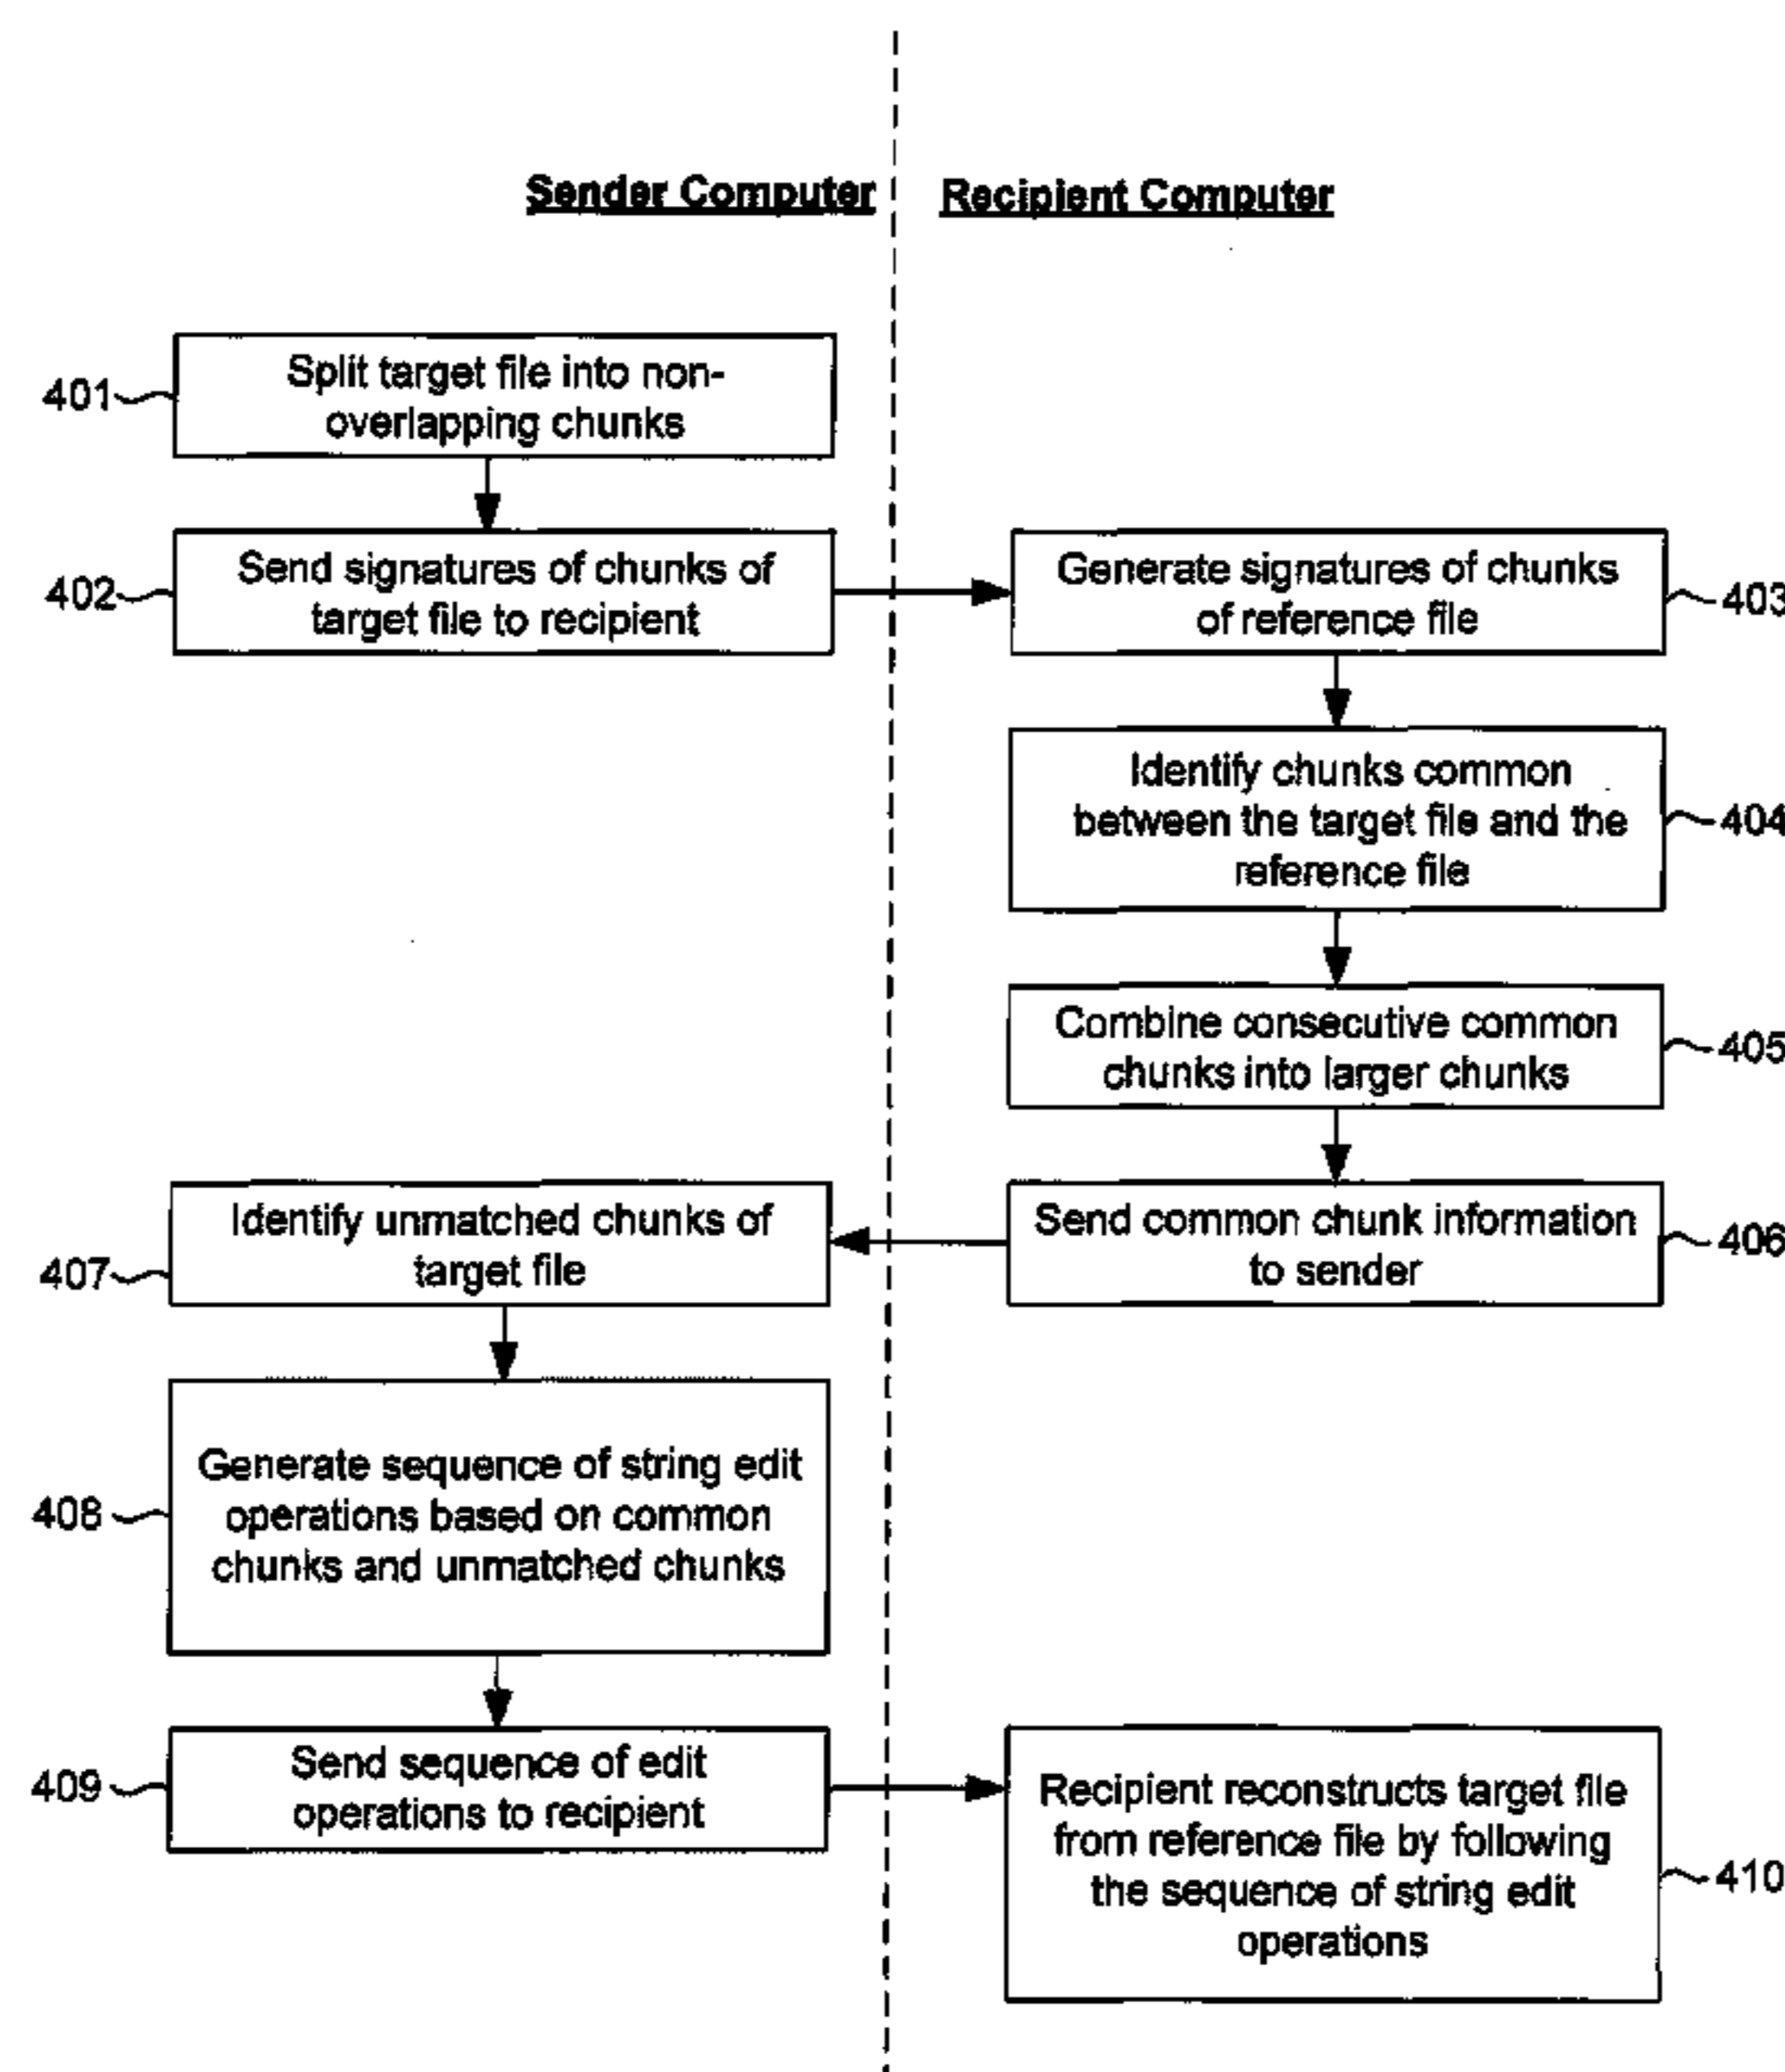 Sender Computer
Recipient Computer
401
Split target file into non-
overlapping chunks
402
Send signatures of chunks of
target file to recipient
Generate signatures of chunks
of reference file
403
Identify chunks common
between the target file and the
reference file
404
Combine consecutive common
chunks into larger chunks
405
Send common chunk information
to sender
406
407
Identify unmatched chunks of
target file
408
Generate sequence of string edit
operations based on common
chunks and unmatched chunks
409
Send sequence of edit
operations to recipient
Recipient reconstructs target file
from reference file by following
the sequence of string edit
operations
410